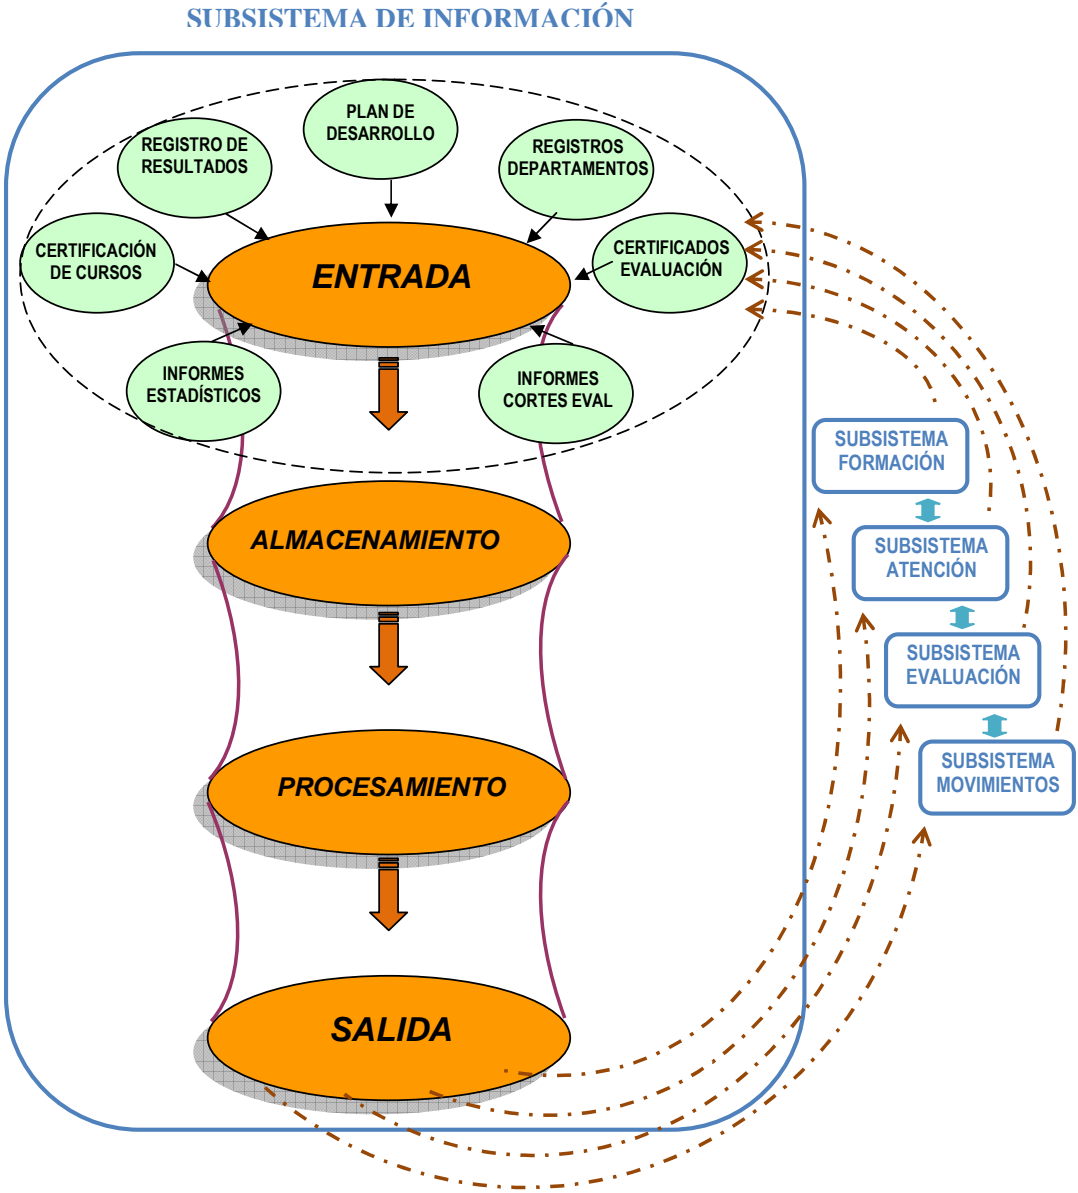 SUBSISTEMA DE INFORMACIÓN
PLAN DE
DESARROLLO
REGISTRO DE
RESULTADOS
REGISTROS
DEPARTAMENTOS
CERTIFICACIÓN
DE CURSOS
ENTRADA
CERTIFICADOS
EVALUACIÓN
INFORMES
ESTADÍSTICOS
INFORMES
CORTES EVAL
SUBSISTEMA
FORMACIÓN
ALMACENAMIENTO
SUBSISTEMA
ATENCIÓN
SUBSISTEMA
EVALUACIÓN
PROCESAMIENTO
SUBSISTEMA
MOVIMIENTOS
SALIDA